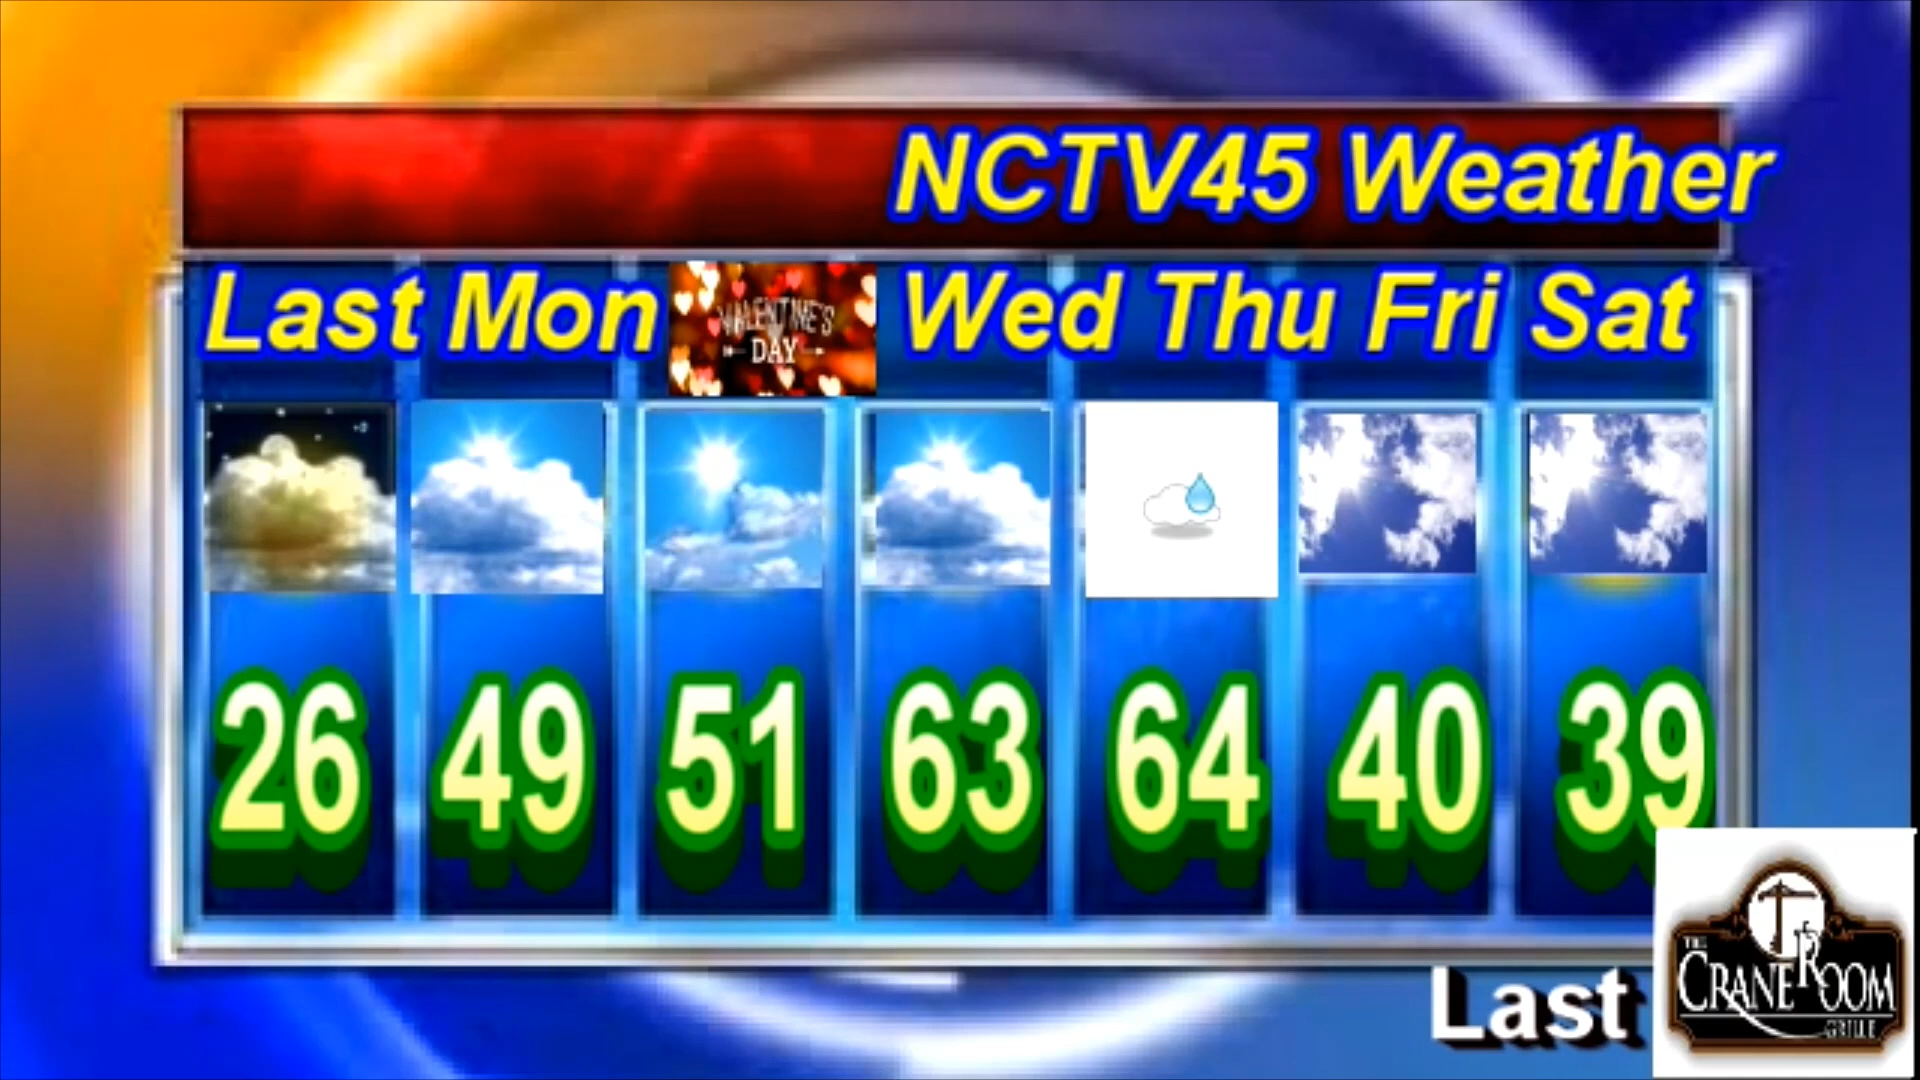 NCTV45 Weather
Last Mon VALENTINE'S DAY Wed Thu Fri Sat
26 49 51 63 64 40 39
Last
THE
CRANE ROOM
GRILLE